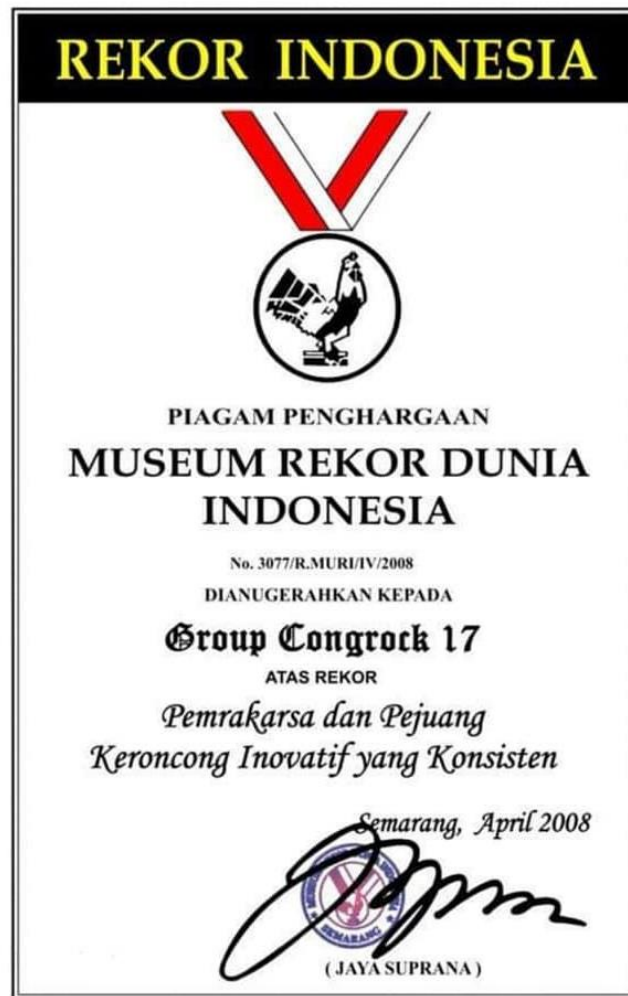 REKOR INDONESIA
PIAGAM PENGHARGAAN
MUSEUM REKOR DUNIA
INDONESIA
No. 3077/R.MURI/IV/2008
DIANUGERAHKAN KEPADA
Group Congrock 17
ATAS REKOR
Pemrakarsa dan Pejuang
Keroncong Inovatif yang Konsisten
Semarang, April 2008
SEMARANG
( JAYA SUPRANA )